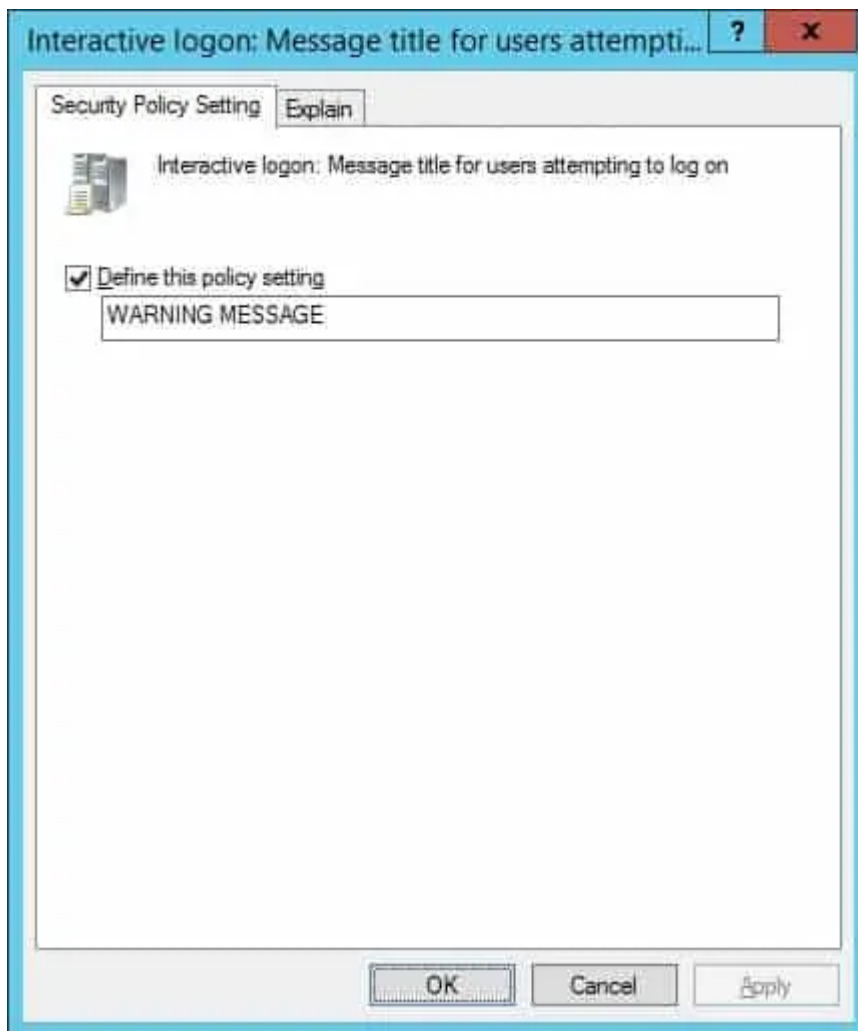 Interactive logon: Message title for users attempti...
?
x
Security Policy Setting
Explain
Interactive logon: Message title for users attempting to log on
Define this policy setting
WARNING MESSAGE
OK
Cancel
Apply